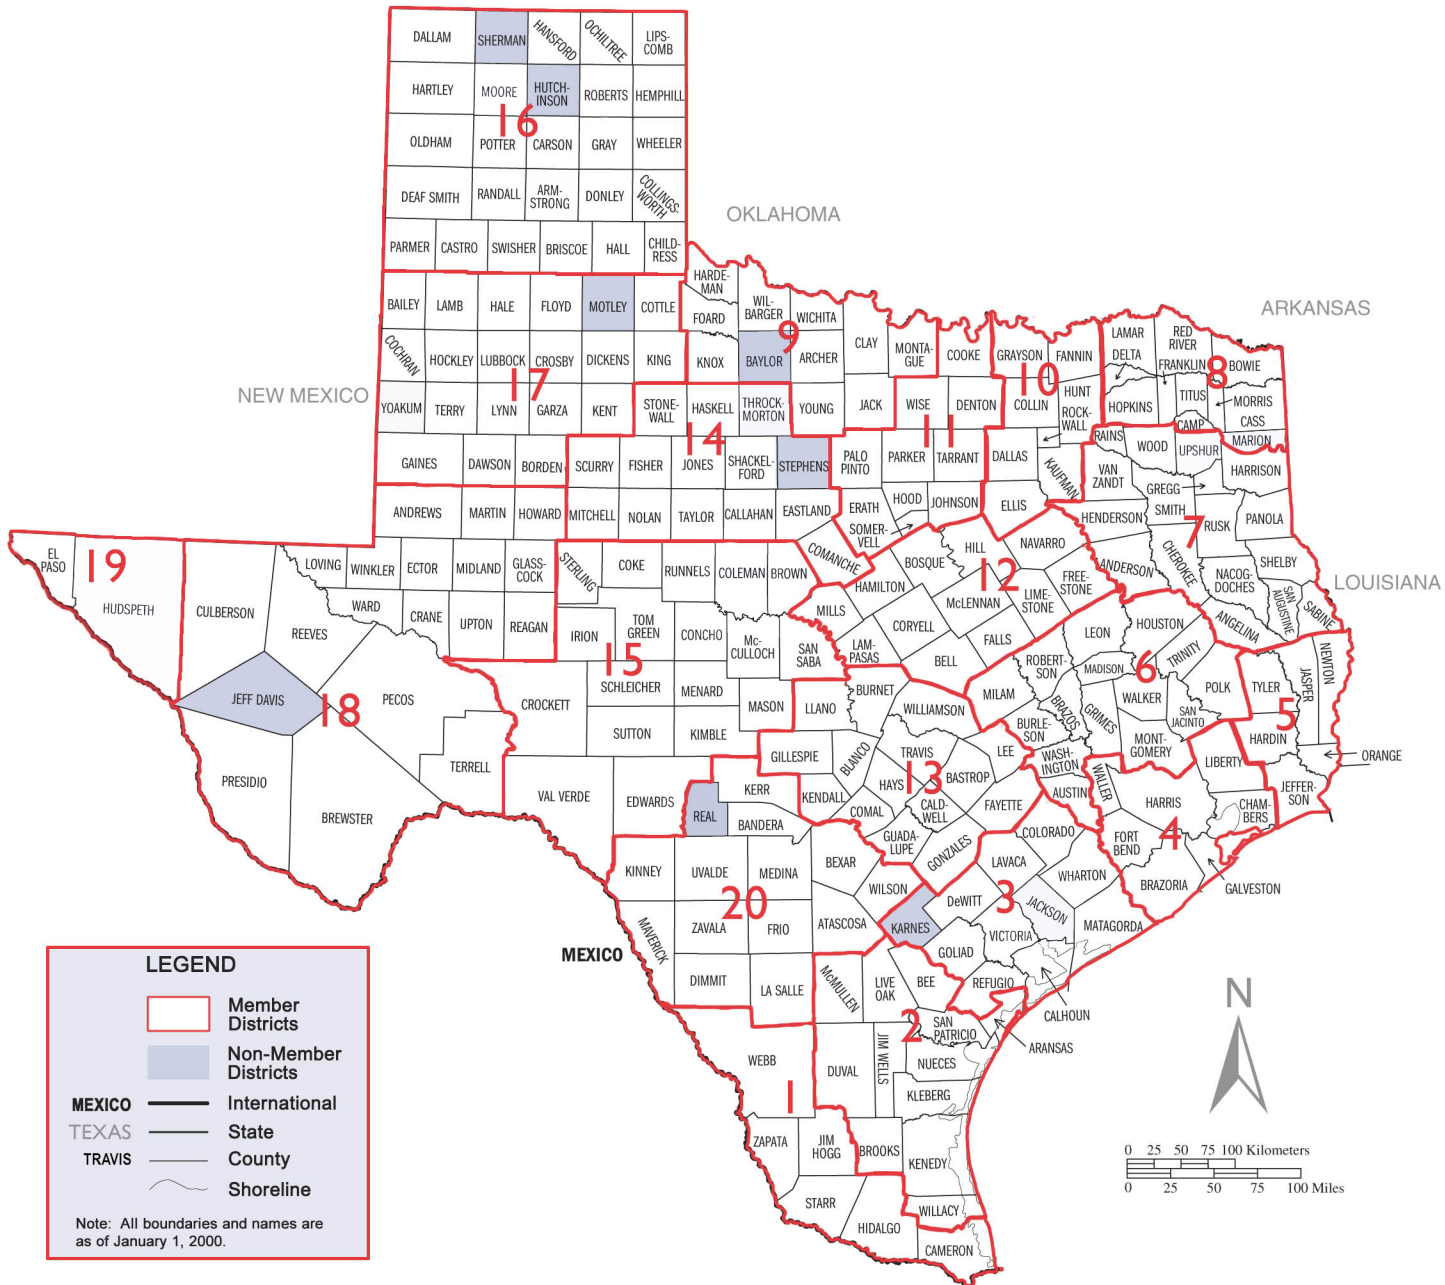 DALLAM
SHERMAN
HANSFORD
OCHILTREE
LIPS-
COMB
HARTLEY
MOORE
HUTCH-
INSON
ROBERTS
HEMPHILL
16
OLDHAM
POTTER
CARSON
GRAY
WHEELER
DEAF SMITH
RANDALL
ARM-
STRONG
DONLEY
COLLINGS-
WORTH
PARMER
CASTRO
SWISHER
BRISCOE
HALL
CHILD-
RESS
OKLAHOMA
ARKANSAS
NEW MEXICO
LOUISIANA
BAILEY
LAMB
HALE
FLOYD
MOTLEY
COTTLE
COCHRAN
HOCKLEY
LUBBOCK
CROSBY
DICKENS
KING
17
YOAKUM
TERRY
LYNN
GARZA
KENT
GAINES
DAWSON
BORDEN
HARDE-
MAN
FOARD
WIL-
BARGER
WICHITA
9
KNOX
BAYLOR
ARCHER
CLAY
MONTA-
GUE
YOUNG
JACK
COOKE
WISE
DENTON
11
PALO
PINTO
PARKER
TARRANT
ERATH
HOOD
JOHNSON
SOMER-
VELL
GRAYSON
FANNIN
10
COLLIN
HUNT
ROCK-
WALL
DALLAS
KAUFMAN
ELLIS
LAMAR
RED
RIVER
DELTA
FRANKLIN
BOWIE
8
HOPKINS
TITUS
MORRIS
CASS
CAMP
MARION
RAINS
WOOD
UPSHUR
HARRISON
VAN
ZANDT
GREGG
SMITH
HENDERSON
7
RUSK
PANOLA
ANDERSON
CHEROKEE
NACOG-
DOCHES
SHELBY
SAN
AUGUSTINE
SABINE
ANGELINA
STONE-
WALL
HASKELL
THROCK-
MORTON
14
SCURRY
FISHER
JONES
SHACKEL-
FORD
STEPHENS
MITCHELL
NOLAN
TAYLOR
CALLAHAN
EASTLAND
COMANCHE
ANDREWS
MARTIN
HOWARD
LOVING
WINKLER
ECTOR
MIDLAND
GLASS-
COCK
WARD
CRANE
UPTON
REAGAN
EL
PASO
19
HUDSPETH
CULBERSON
REEVES
JEFF DAVIS
18
PECOS
PRESIDIO
BREWSTER
TERRELL
STERLING
COKE
RUNNELS
COLEMAN
BROWN
IRION
TOM
GREEN
15
CONCHO
Mc-
CULLOCH
SAN
SABA
CROCKETT
SCHLEICHER
MENARD
MASON
SUTTON
KIMBLE
VAL VERDE
EDWARDS
BOSQUE
HILL
NAVARRO
12
HAMILTON
McLENNAN
LIME-
STONE
FREE-
STONE
MILLS
CORYELL
FALLS
LAM-
PASAS
BELL
LEON
HOUSTON
ROBERT-
SON
MADISON
6
TRINITY
MILAM
BRAZOS
GRIMES
WALKER
POLK
SAN
JACINTO
BURLE-
SON
WASH-
INGTON
MONT-
GOMERY
TYLER
JASPER
NEWTON
5
HARDIN
ORANGE
JEFFER-
SON
LLANO
BURNET
WILLIAMSON
GILLESPIE
BLANCO
TRAVIS
LEE
13
HAYS
BASTROP
KENDALL
COMAL
CALD-
WELL
FAYETTE
GUADA-
LUPE
GONZALES
WALLER
LIBERTY
AUSTIN
HARRIS
CHAM-
BERS
4
FORT
BEND
BRAZORIA
GALVESTON
KERR
REAL
BANDERA
KINNEY
UVALDE
MEDINA
BEXAR
20
WILSON
MAVERICK
ZAVALA
FRIO
ATASCOSA
DIMMIT
LA SALLE
COLORADO
LAVACA
WHARTON
DeWITT
3
JACKSON
KARNES
VICTORIA
MATAGORDA
GOLIAD
REFUGIO
CALHOUN
McMULLEN
LIVE
OAK
BEE
2
SAN
PATRICIO
ARANSAS
DUVAL
JIM WELLS
NUECES
KLEBERG
BROOKS
KENEDY
WILLACY
WEBB
1
ZAPATA
JIM
HOGG
STARR
HIDALGO
CAMERON
MEXICO
LEGEND
Member
Districts
Non-Member
Districts
MEXICO International
TEXAS State
TRAVIS County
Shoreline
Note: All boundaries and names are
as of January 1, 2000.
N
0 25 50 75 100 Kilometers
0 25 50 75 100 Miles